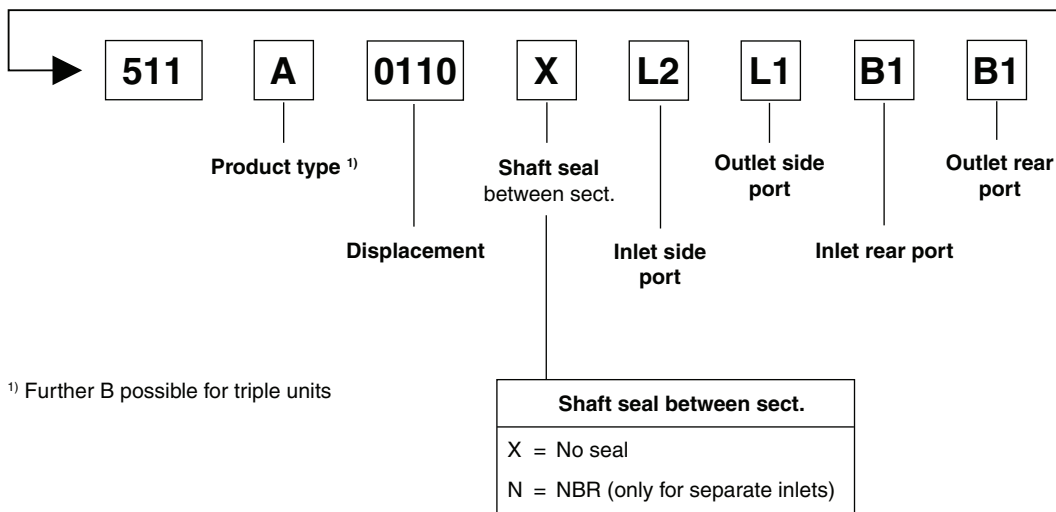 511 A 0110 X L2 L1 B1 B1
Product type ¹⁾
Displacement
Shaft seal
between sect.
Inlet side
port
Outlet side
port
Inlet rear port
Outlet rear
port
¹⁾ Further B possible for triple units
Shaft seal between sect.
X = No seal
N = NBR (only for separate inlets)